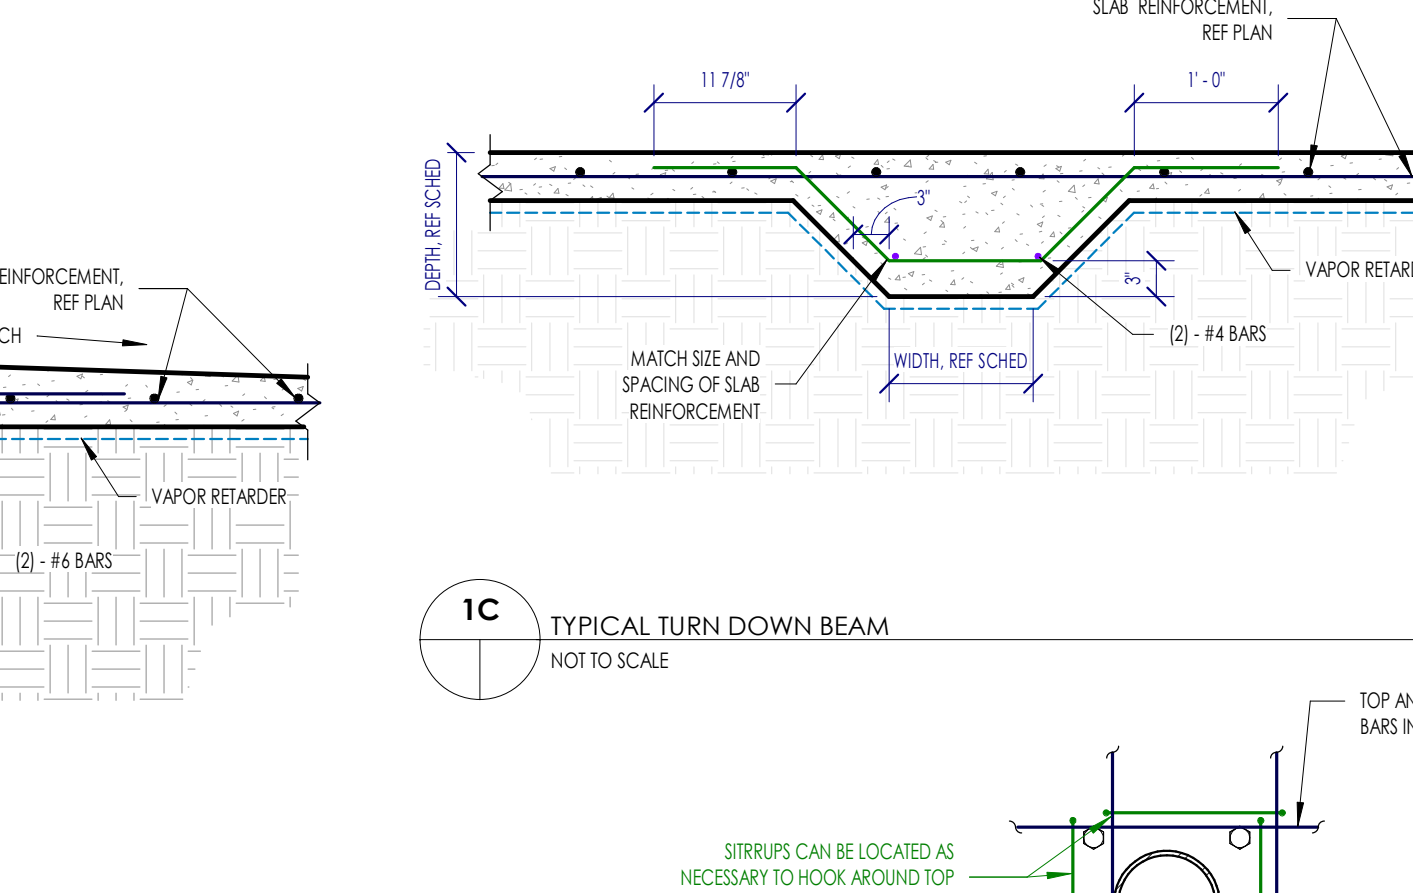 SLAB REINFORCEMENT,
REF PLAN
11 7/8"
1' - 0"
DEPTH, REF SCHED
3"
3"
VAPOR
(2) - #4 BARS
MATCH SIZE AND
SPACING OF SLAB
REINFORCEMENT
WIDTH, REF SCHED
EINFORCEMENT,
REF PLAN
CH
VAPOR RETARDER
(2) - #6 BARS
1C
TYPICAL TURN DOWN BEAM
NOT TO SCALE
TOP
BARS
SITRRUPS CAN BE LOCATED AS
NECESSARY TO HOOK AROUND TOP